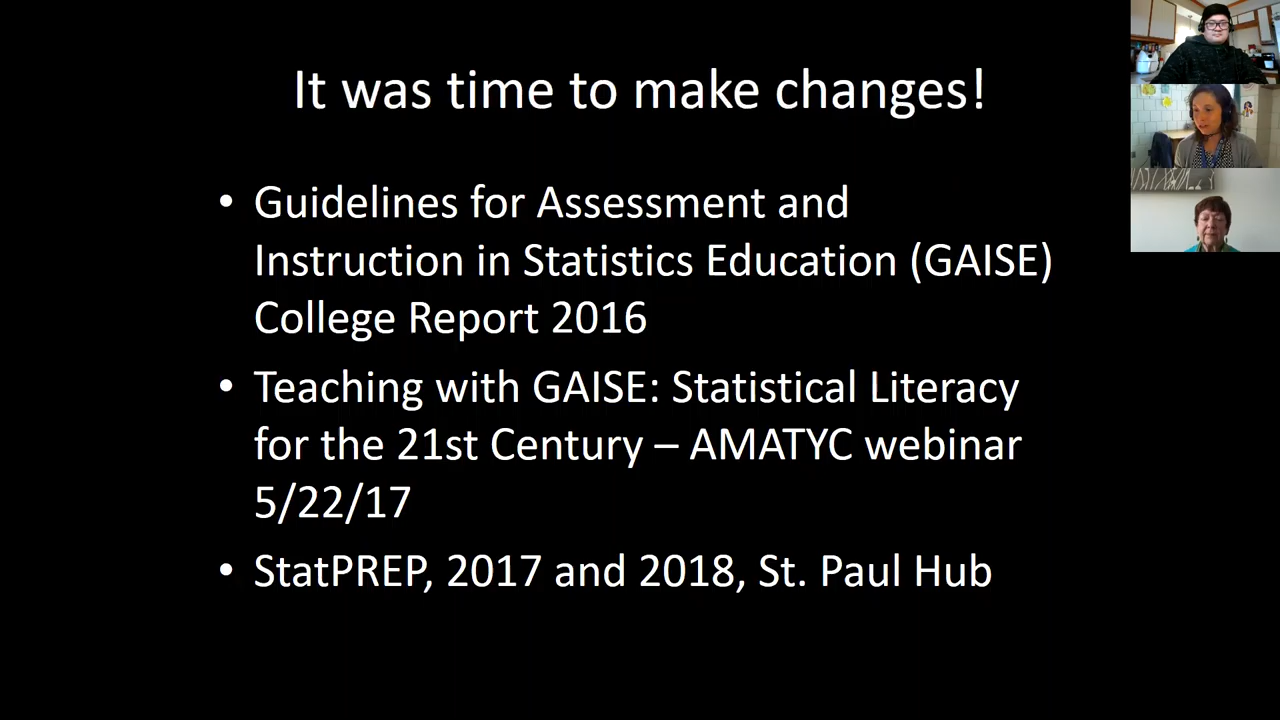 It was time to make changes!
• Guidelines for Assessment and
Instruction in Statistics Education (GAISE)
College Report 2016
• Teaching with GAISE: Statistical Literacy
for the 21st Century – AMATYC webinar
5/22/17
• StatPREP, 2017 and 2018, St. Paul Hub